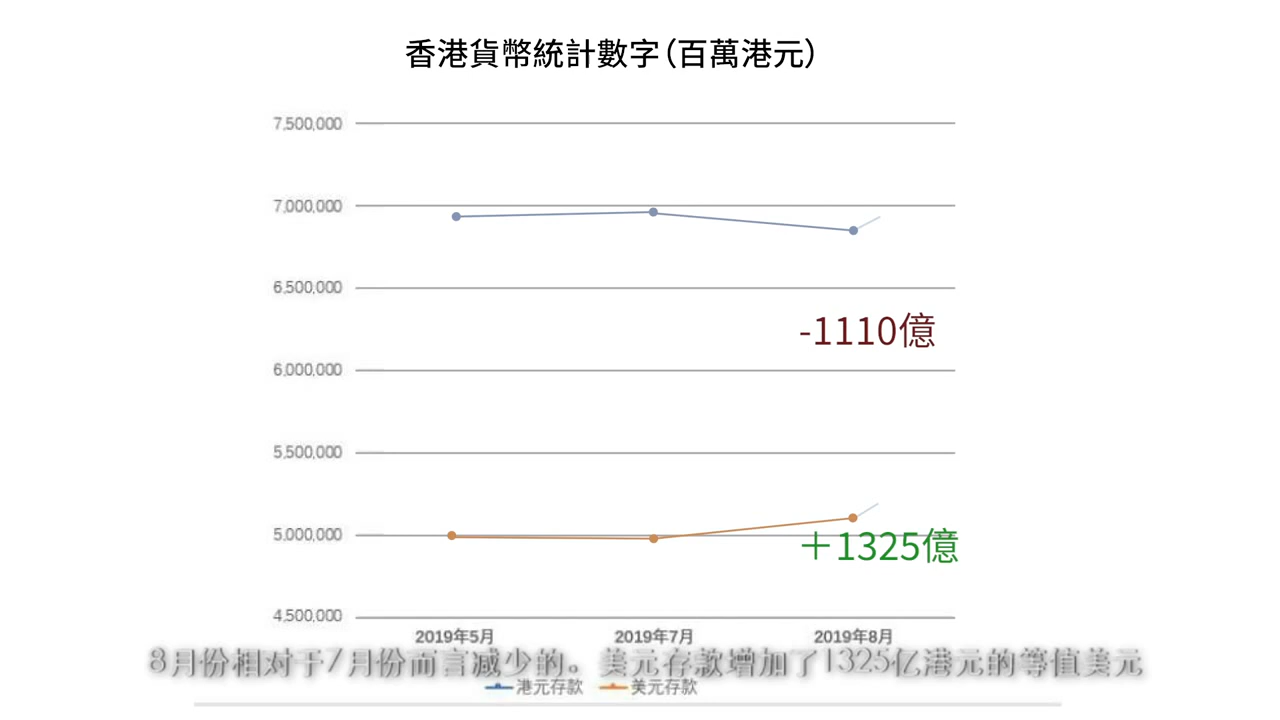 香港貨幣統計數字（百萬港元）
7,500,000
7,000,000
6,500,000
-1110億
6,000,000
5,500,000
5,000,000
＋1325億
4,500,000
2019年5月 2019年7月 2019年8月
8月份相对于7月份而言减少的。美元存款增加了1325亿港元的等值美元
港元存款 美元存款